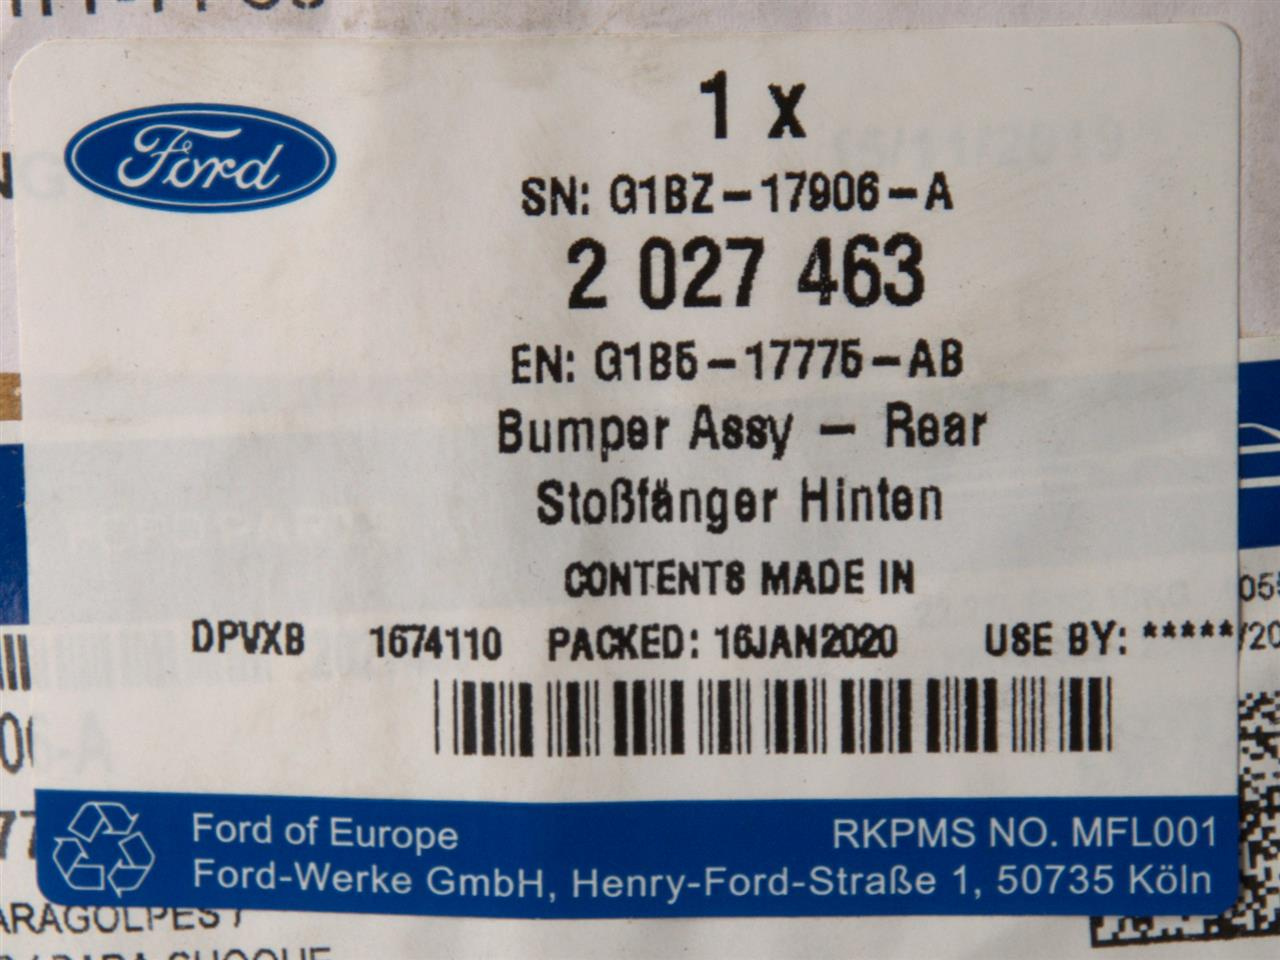 Ford
1 x
SN: G1BZ-17906-A
2 027 463
EN: G1B5-17775-AB
Bumper Assy - Rear
Stoßfänger Hinten
CONTENTS MADE IN
DPVXB 1674110 PACKED: 16JAN2020 USE BY: *****/20
Ford of Europe
RKPMS NO. MFL001
Ford-Werke GmbH, Henry-Ford-Straße 1, 50735 Köln
ARAGOLPES /